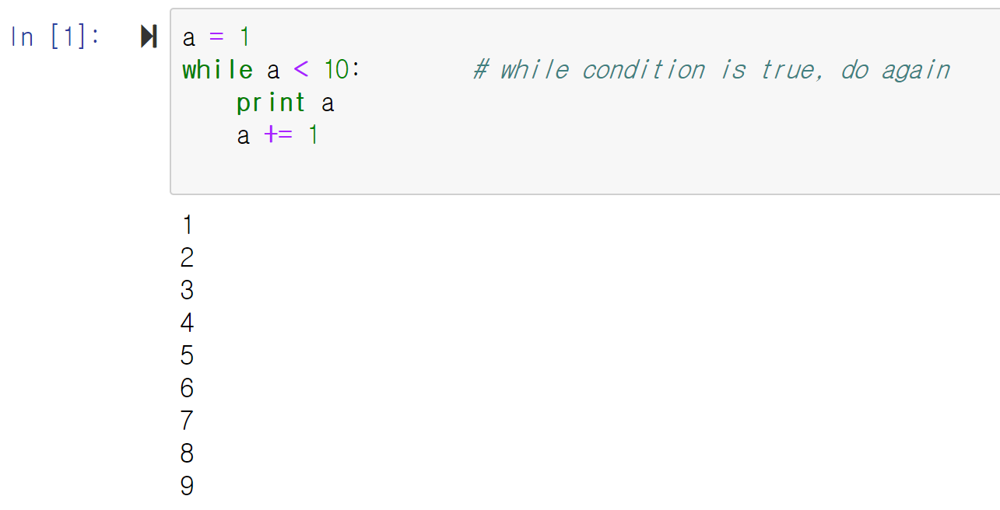 In [1]:
a = 1
while a < 10:        # while condition is true, do again
    print a
    a += 1
1
2
3
4
5
6
7
8
9